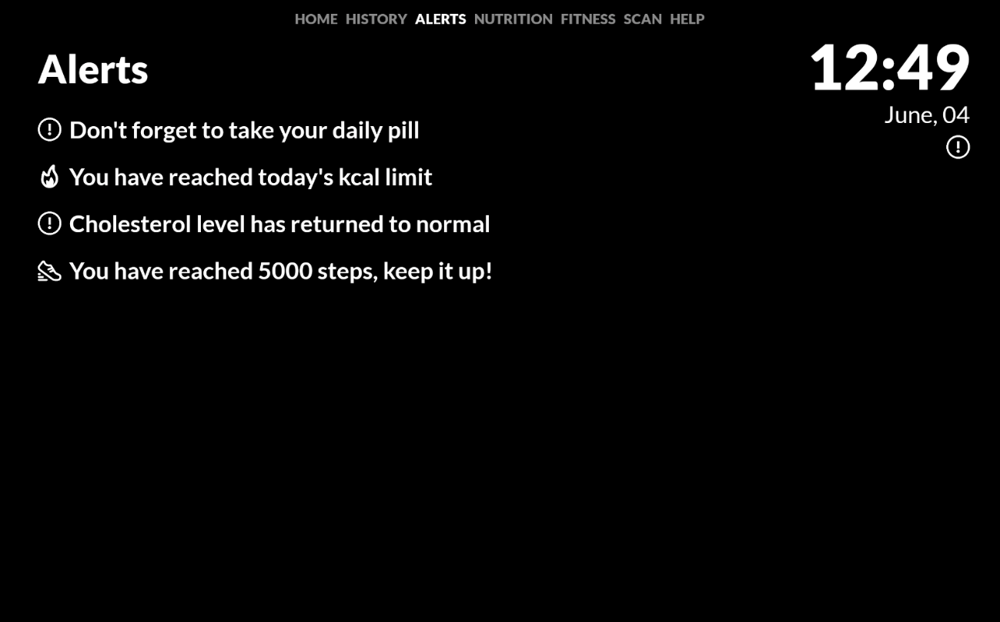 HOME HISTORY ALERTS NUTRITION FITNESS SCAN HELP
Alerts
12:49
June, 04
Don't forget to take your daily pill
You have reached today's kcal limit
Cholesterol level has returned to normal
You have reached 5000 steps, keep it up!